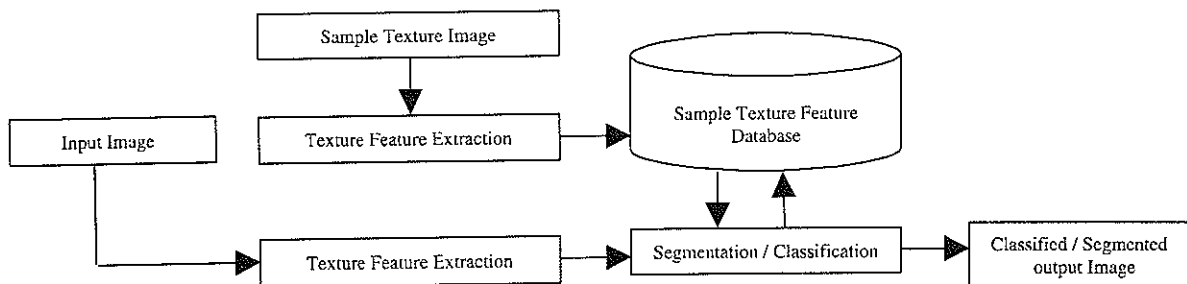 Sample Texture Image
Sample Texture Feature
Database
Input Image
Texture Feature Extraction
Texture Feature Extraction
Segmentation / Classification
Classified / Segmented
output Image